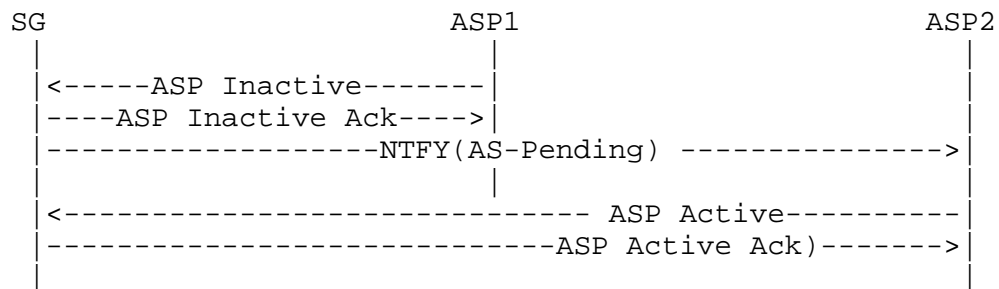 SG ASP1 ASP2
| | |
|<-----ASP Inactive-------| |
|----ASP Inactive Ack---->| |
|-------------------NTFY(AS-Pending) --------------->|
| | |
|<------------------------------ ASP Active----------|
|------------------------------ASP Active Ack)------->|
| |